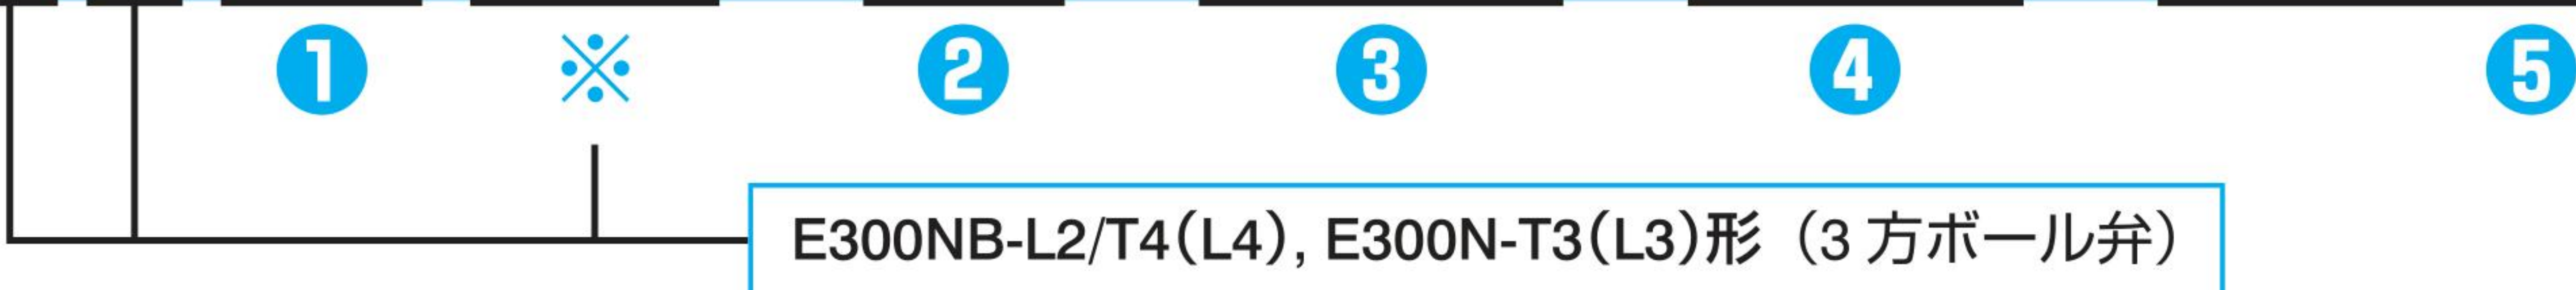 ❶ ※ ❷ ❸ ❹ ❺
E300NB-L2/T4(L4), E300N-T3(L3)形（3方ボール弁）